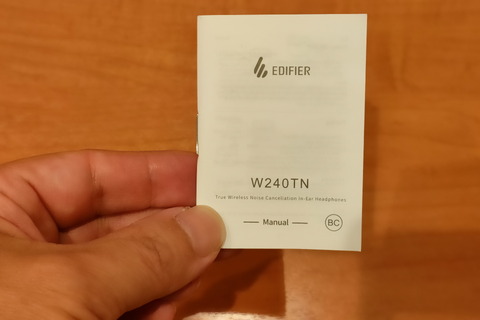 EDIFIER
W240TN
True Wireless Noise Cancellation In-Ear Headphones
Manual
BC